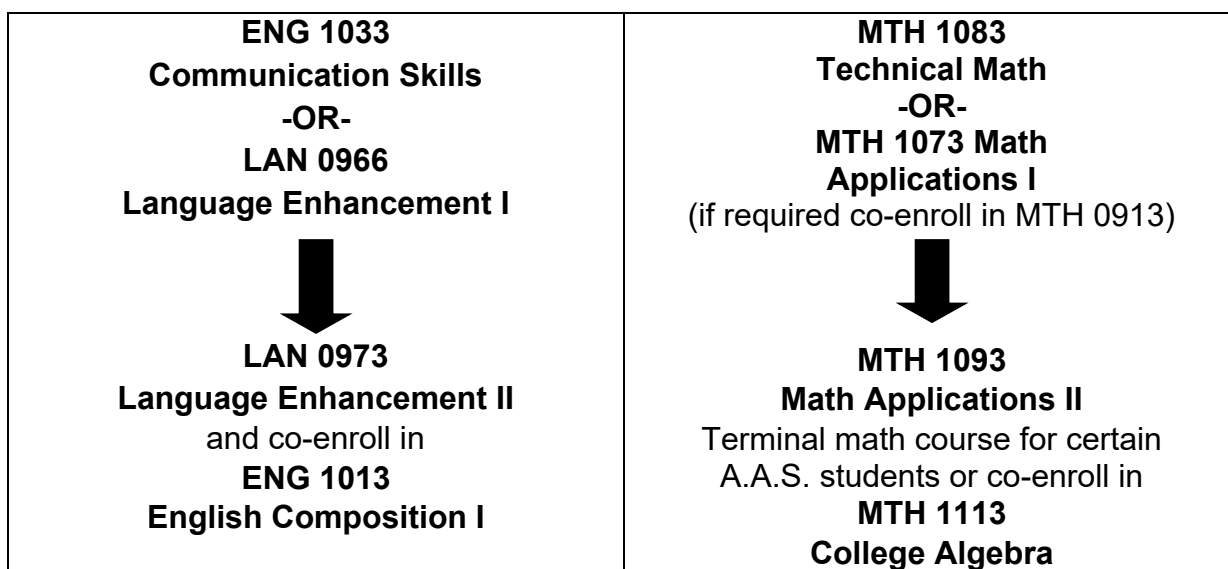 ENG 1033
Communication Skills
-OR-
LAN 0966
Language Enhancement I
LAN 0973
Language Enhancement II
and co-enroll in
ENG 1013
English Composition I
MTH 1083
Technical Math
-OR-
MTH 1073 Math
Applications I
(if required co-enroll in MTH 0913)
MTH 1093
Math Applications II
Terminal math course for certain
A.A.S. students or co-enroll in
MTH 1113
College Algebra